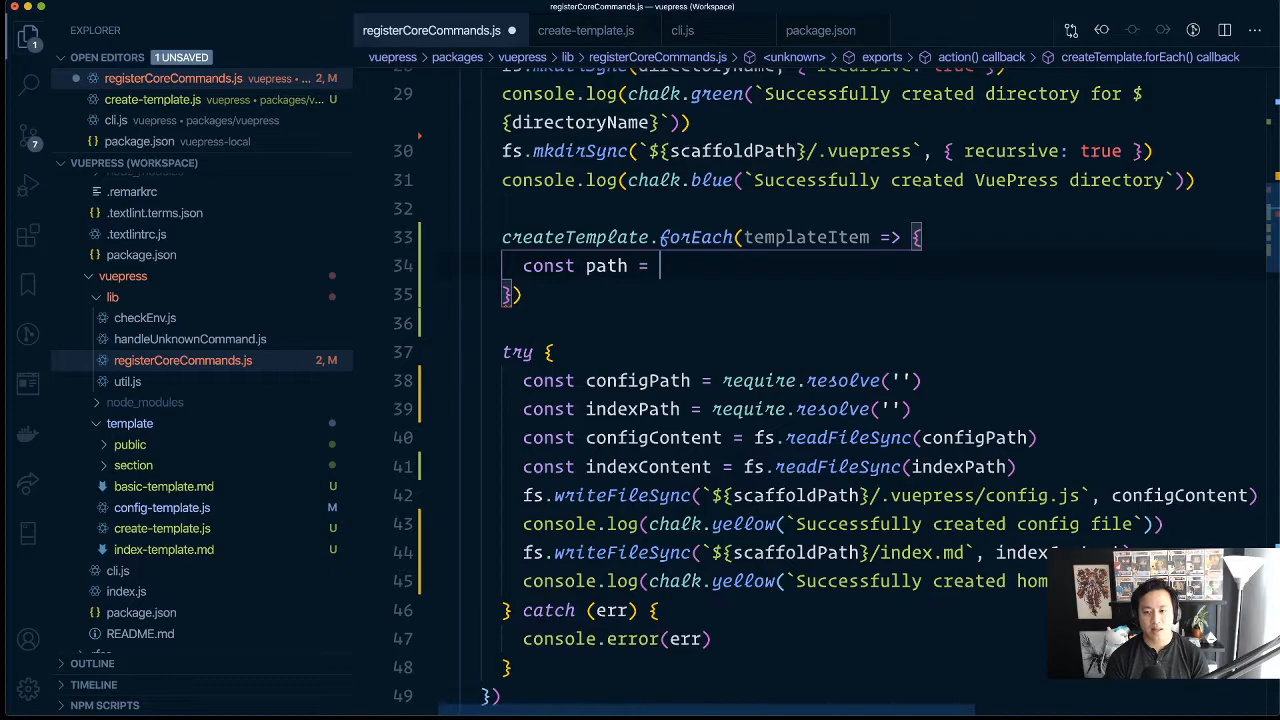 registerCoreCommands.js — vuepress (Workspace)
EXPLORER
registerCoreCommands.js
create-template.js
cli.js
package.json
OPEN EDITORS 1 UNSAVED
registerCoreCommands.js vuepress • ... 2, M
create-template.js vuepress • packages/v... U
cli.js vuepress • packages/vuepress
package.json vuepress-local
VUEPRESS (WORKSPACE)
node_modules
.remarkrc
.textlint.terms.json
.textlintrc.js
package.json
vuepress
lib
checkEnv.js
handleUnknownCommand.js
registerCoreCommands.js 2, M
util.js
node_modules
template
public
section
basic-template.md U
config-template.js M
create-template.js U
index-template.md U
cli.js
index.js
package.json
README.md
OUTLINE
TIMELINE
NPM SCRIPTS
1
7
vuepress > packages > vuepress > lib > registerCoreCommands.js > <unknown> > exports > action() callback > createTemplate.forEach() callback
28 fs.mkdirSync(directoryName, { recursive: true })
29 console.log(chalk.green(`Successfully created directory for $
{directoryName}`))
30 fs.mkdirSync(`${scaffoldPath}/.vuepress`, { recursive: true })
31 console.log(chalk.blue(`Successfully created VuePress directory`))
32
33 createTemplate.forEach(templateItem => {
34 const path =
35 })
36
37 try {
38 const configPath = require.resolve('')
39 const indexPath = require.resolve('')
40 const configContent = fs.readFileSync(configPath)
41 const indexContent = fs.readFileSync(indexPath)
42 fs.writeFileSync(`${scaffoldPath}/.vuepress/config.js`, configContent)
43 console.log(chalk.yellow(`Successfully created config file`))
44 fs.writeFileSync(`${scaffoldPath}/index.md`,
45 console.log(chalk.yellow(`Successfully created
46 } catch (err) {
47 console.error(err)
48 }
49 })